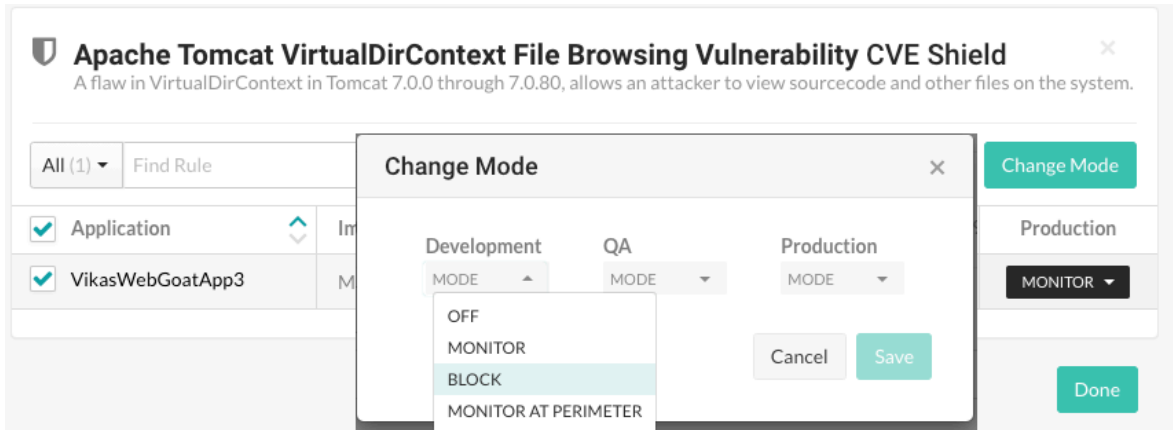 Apache Tomcat VirtualDirContext File Browsing Vulnerability CVE Shield
A flaw in VirtualDirContext in Tomcat 7.0.0 through 7.0.80, allows an attacker to view sourcecode and other files on the system.
All (1) Find Rule
Change Mode
Change Mode
Application
Production
VikasWebGoatApp3
MONITOR
Development QA Production
MODE MODE MODE
OFF
MONITOR
BLOCK
MONITOR AT PERIMETER
Cancel Save
Done